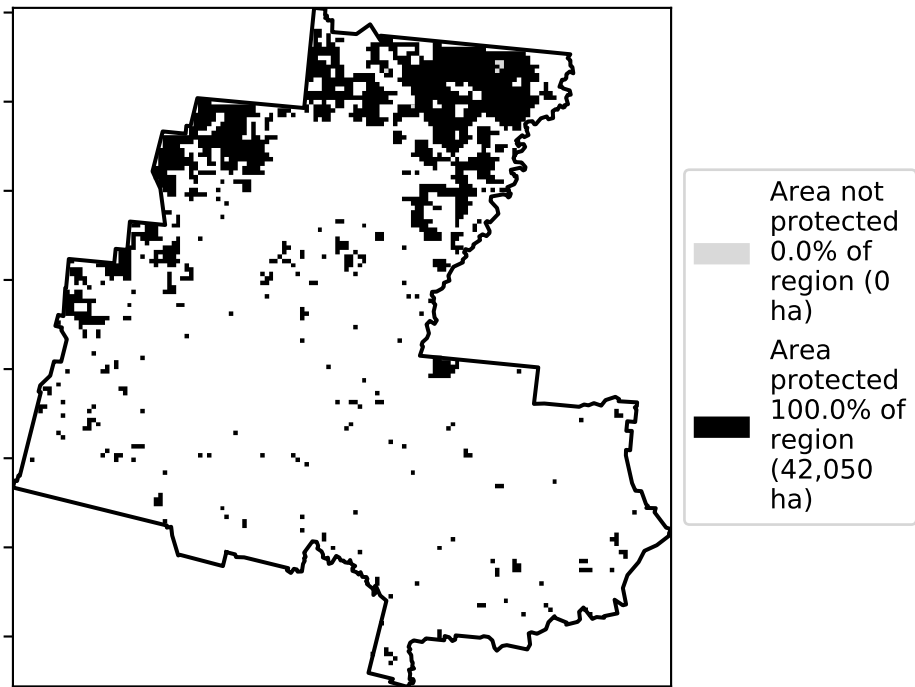 Area not
protected
0.0% of
region (0
ha)
Area
protected
100.0% of
region
(42,050
ha)